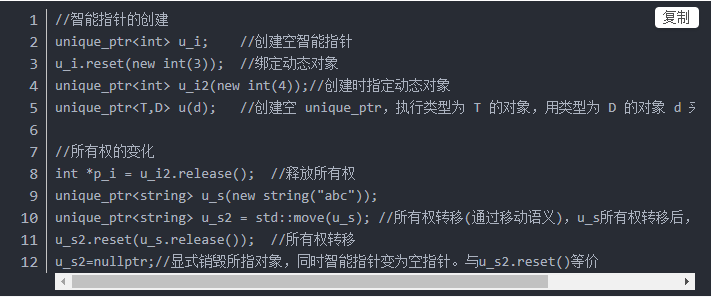 复制
1 //智能指针的创建
2 unique_ptr<int> u_i; //创建空智能指针
3 u_i.reset(new int(3)); //绑定动态对象
4 unique_ptr<int> u_i2(new int(4));//创建时指定动态对象
5 unique_ptr<T,D> u(d); //创建空 unique_ptr，执行类型为 T 的对象，用类型为 D 的对象 d
6
7 //所有权的变化
8 int *p_i = u_i2.release(); //释放所有权
9 unique_ptr<string> u_s(new string("abc"));
10 unique_ptr<string> u_s2 = std::move(u_s); //所有权转移(通过移动语义)，u_s所有权转移后，
11 u_s2.reset(u_s.release()); //所有权转移
12 u_s2=nullptr;//显式销毁所指对象，同时智能指针变为空指针。与u_s2.reset()等价